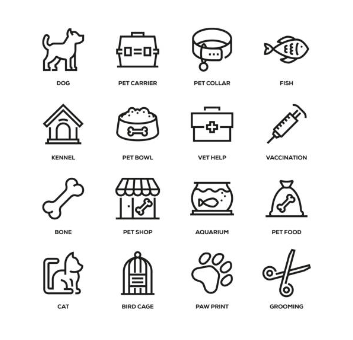 DOG PET CARRIER PET COLLAR FISH
KENNEL PET BOWL VET HELP VACCINATION
BONE PET SHOP AQUARIUM PET FOOD
CAT BIRD CAGE PAW PRINT GROOMING